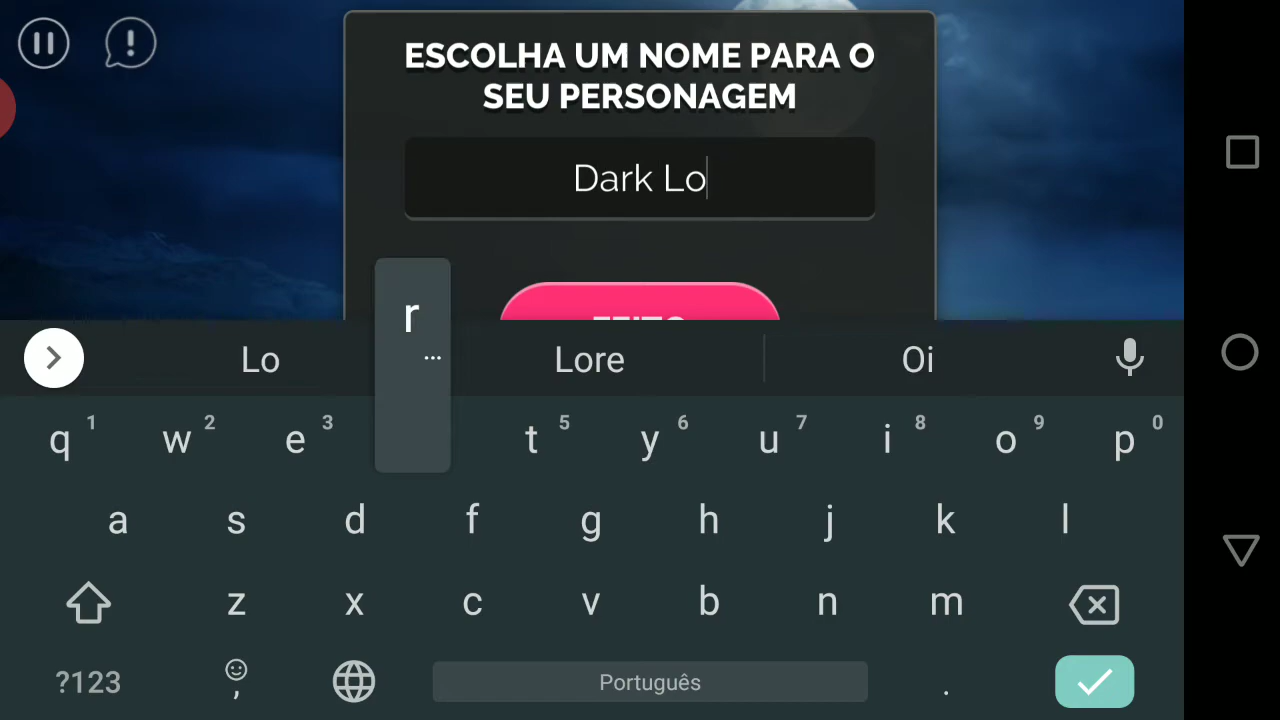 ESCOLHA UM NOME PARA O
SEU PERSONAGEM
Dark Lo
FEITO
r
...
Lo
Lore
Oi
q 1 w 2 e 3 t 5 y 6 u 7 i 8 o 9 p 0
a s d f g h j k l
z x c v b n m
?123 , Português .